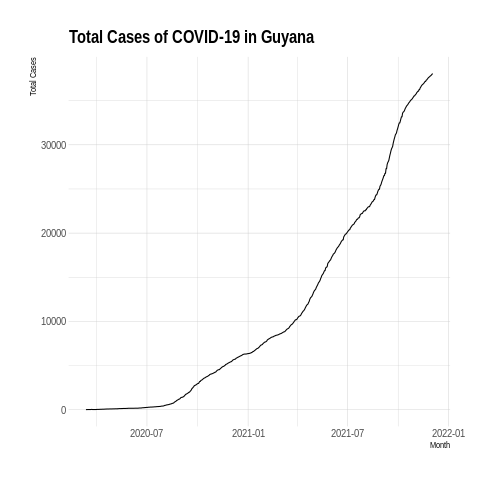 Total Cases of COVID-19 in Guyana
Total Cases
30000
20000
10000
0
2020-07
2021-01
2021-07
2022-01
Month